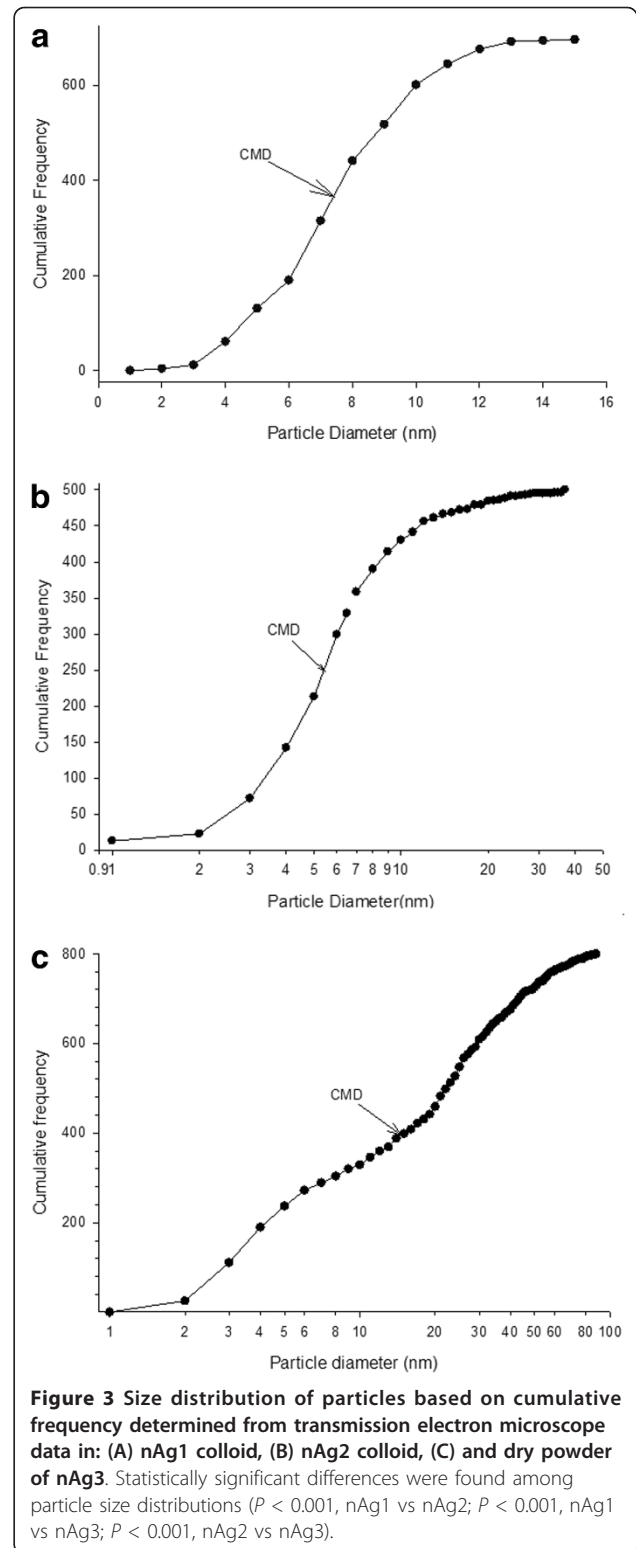 a
600
400
200
0
Cumulative Frequency
CMD
0 2 4 6 8 10 12 14 16
Particle Diameter (nm)
b
500
450
400
350
300
250
200
150
100
50
0
Cumulative Frequency
CMD
0.91 2 3 4 5 6 7 8 910 20 30 40 50
Particle Diameter(nm)
c
800
600
400
200
Cumulative frequency
CMD
1 2 3 4 5 6 10 20 30 40 50 60 80 100
Particle diameter (nm)
Figure 3 Size distribution of particles based on cumulative
frequency determined from transmission electron microscope
data in: (A) nAg1 colloid, (B) nAg2 colloid, (C) and dry powder
of nAg3. Statistically significant differences were found among
particle size distributions (P < 0.001, nAg1 vs nAg2; P < 0.001, nAg1
vs nAg3; P < 0.001, nAg2 vs nAg3).